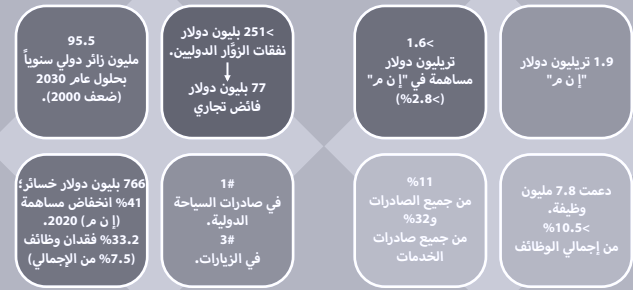 1.9 تريليون دولار
"إ ن م"
>1.6
تريليون دولار
مساهمة في "إ ن م"
(>2.8%)
>251 بليون دولار
نفقات الزوَّار الدوليين.
77 بليون دولار
فائض تجاري
95.5
مليون زائر دولي سنوياً
بحلول عام 2030
(ضعف 2000).
دعمت 7.8 مليون
وظيفة.
>10.5%
من إجمالي الوظائف
11%
من جميع الصادرات
و32%
من جميع صادرات
الخدمات
#1
في صادرات السياحة
الدولية.
#3
في الزيارات.
766 بليون دولار خسائر؛
41% انخفاض مساهمة
(إ ن م) 2020.
33.2% فقدان وظائف
(7.5% من الإجمالي)